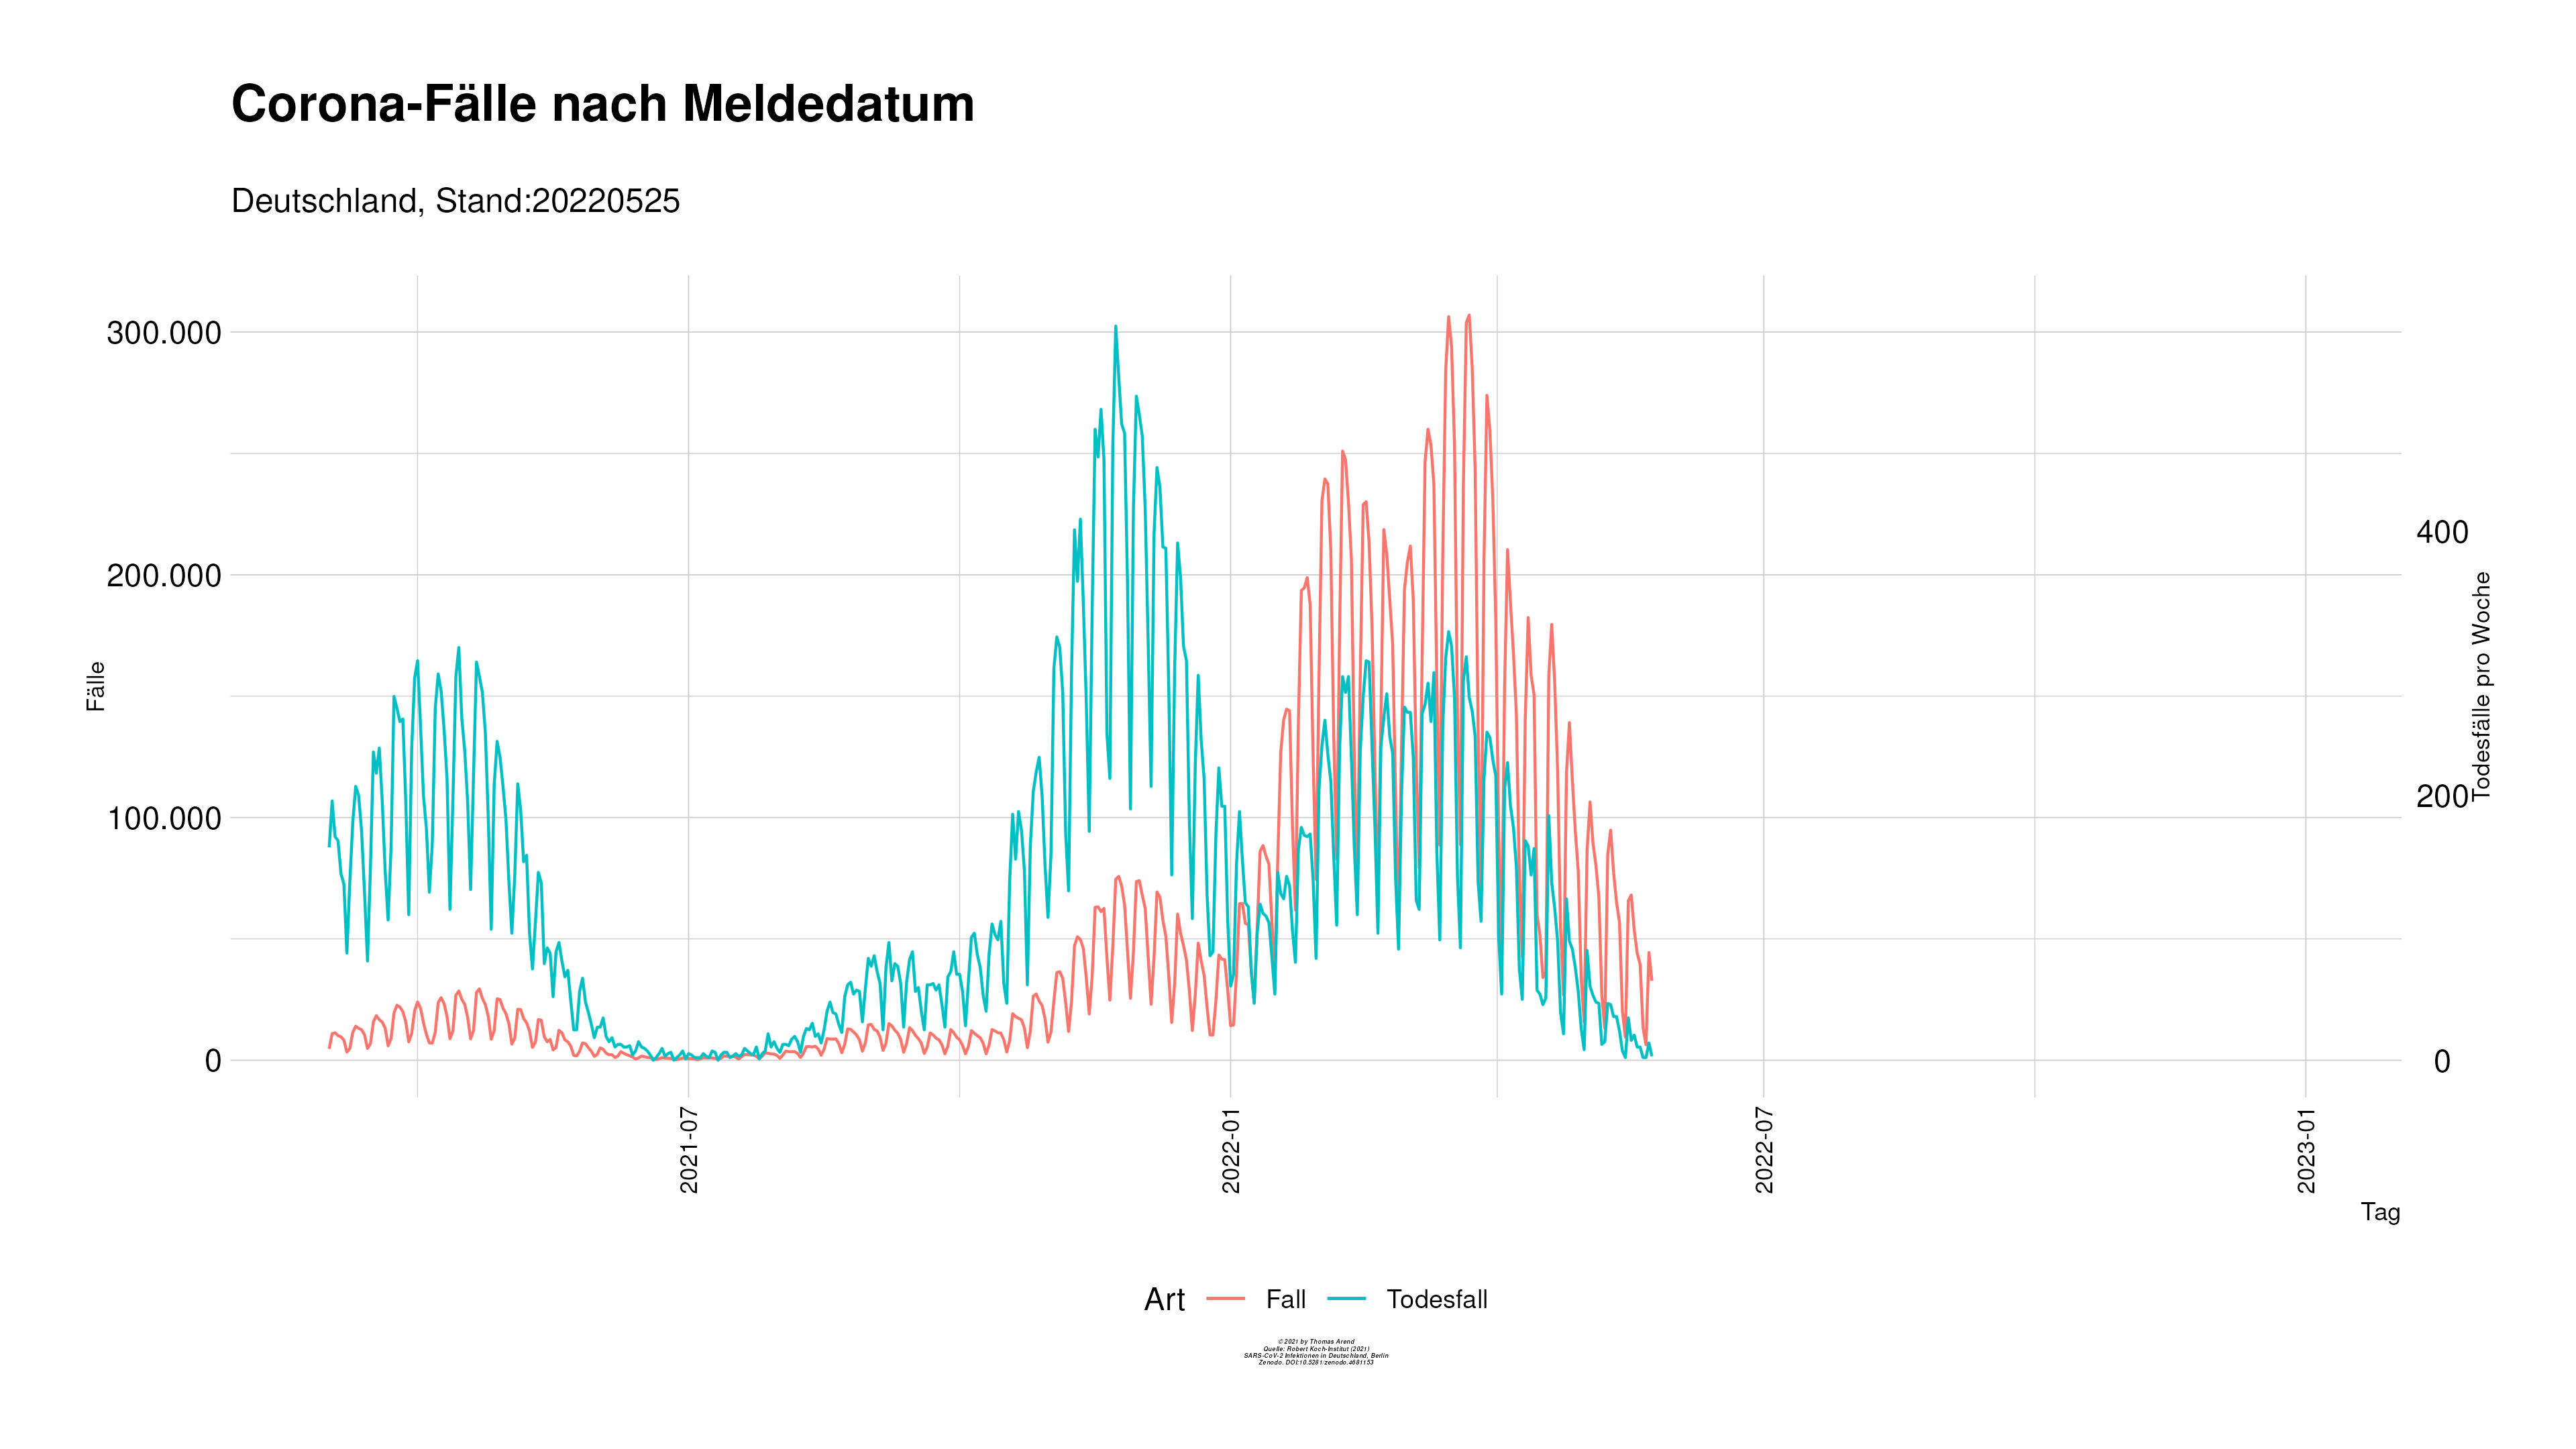 Corona-Fälle nach Meldedatum
Deutschland, Stand:20220525
300.000
200.000
100.000
0
Fälle
400
200
0
Todesfälle pro Woche
2021-07
2022-01
2022-07
2023-01
Tag
Art Fall Todesfall
© 2021 by Thomas Arend
Quelle: Robert Koch-Institut (2021)
SARS-CoV-2 Infektionen in Deutschland, Berlin
Zenodo. DOI:10.5281/zenodo.4681153